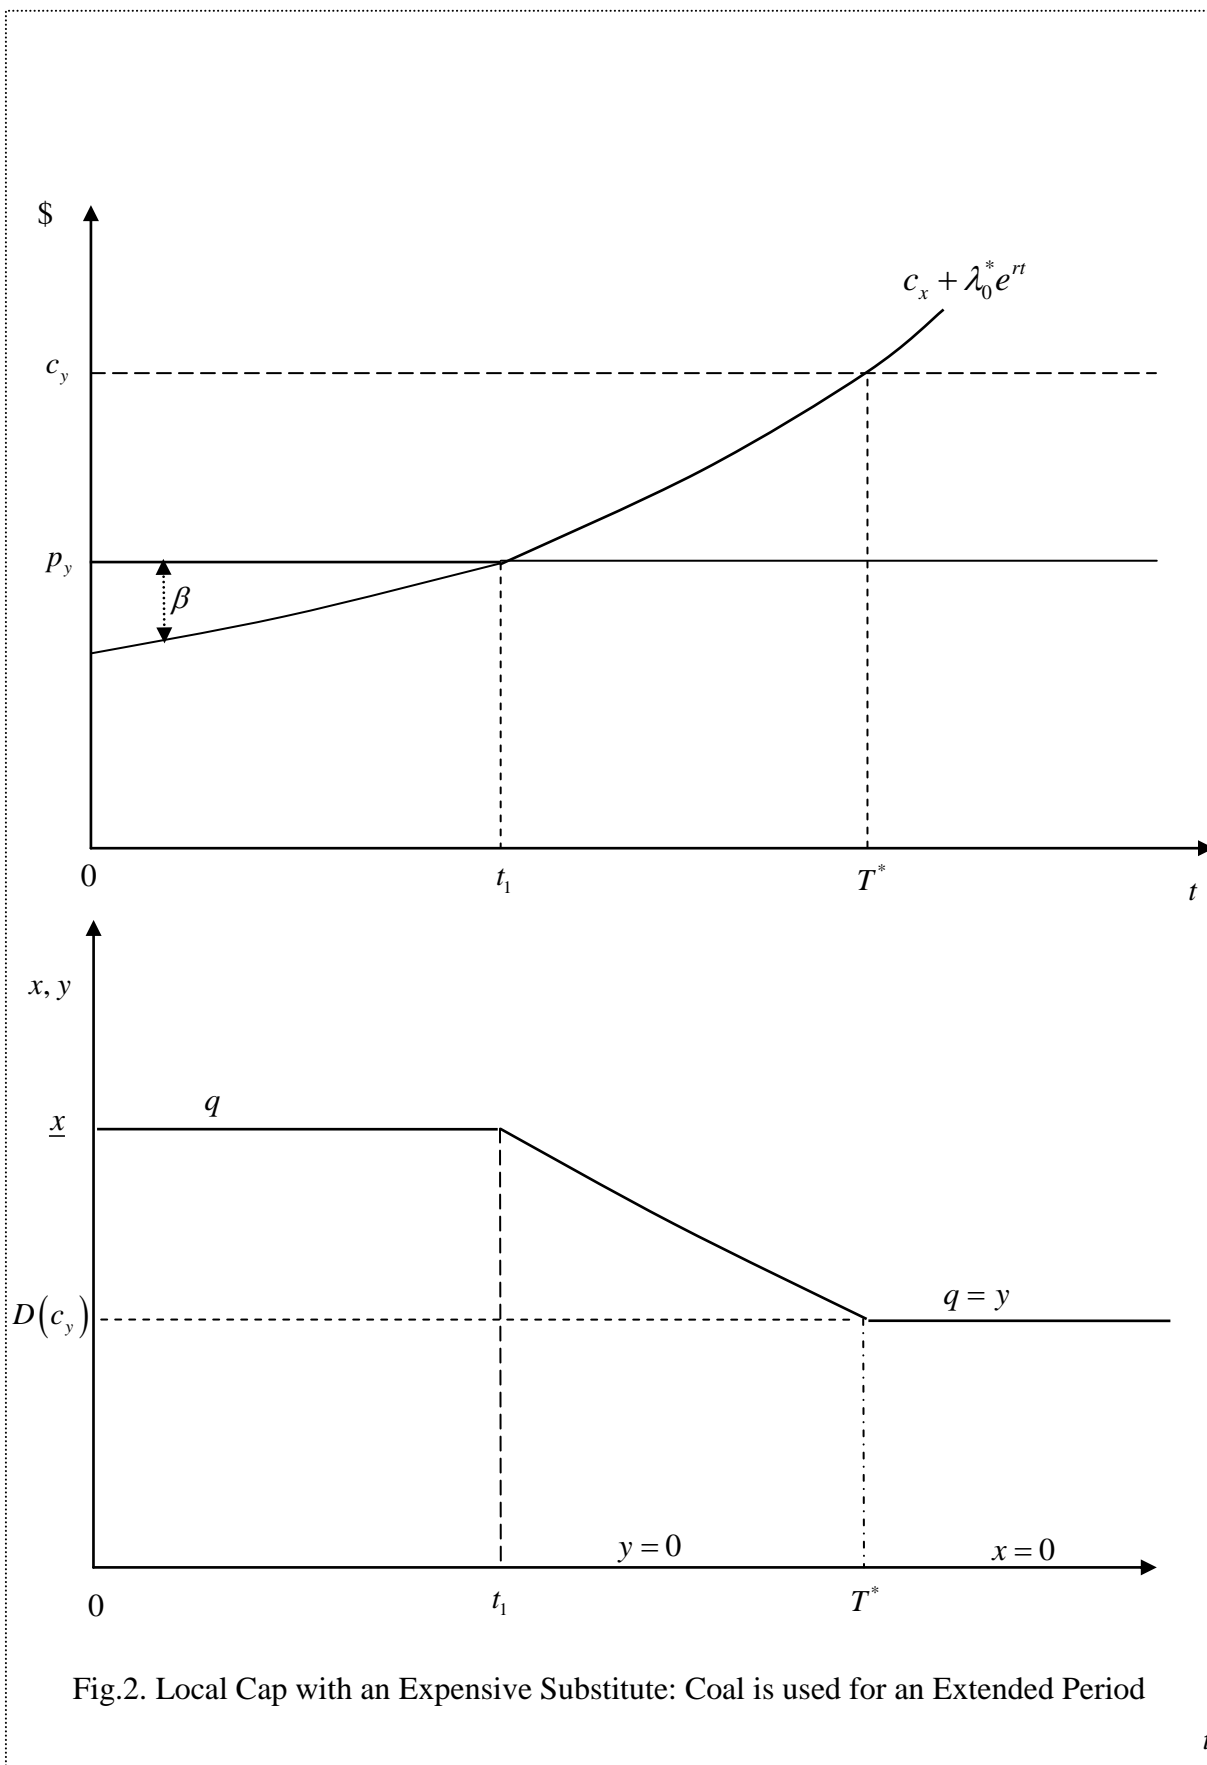 $
c_x + λ_0^* e^{rt}
c_y
p_y
β
0 t_1 T^*
t
x, y
q
x
q = y
D(c_y)
y = 0 x = 0
0 t_1 T^*
Fig.2. Local Cap with an Expensive Substitute: Coal is used for an Extended Period
t